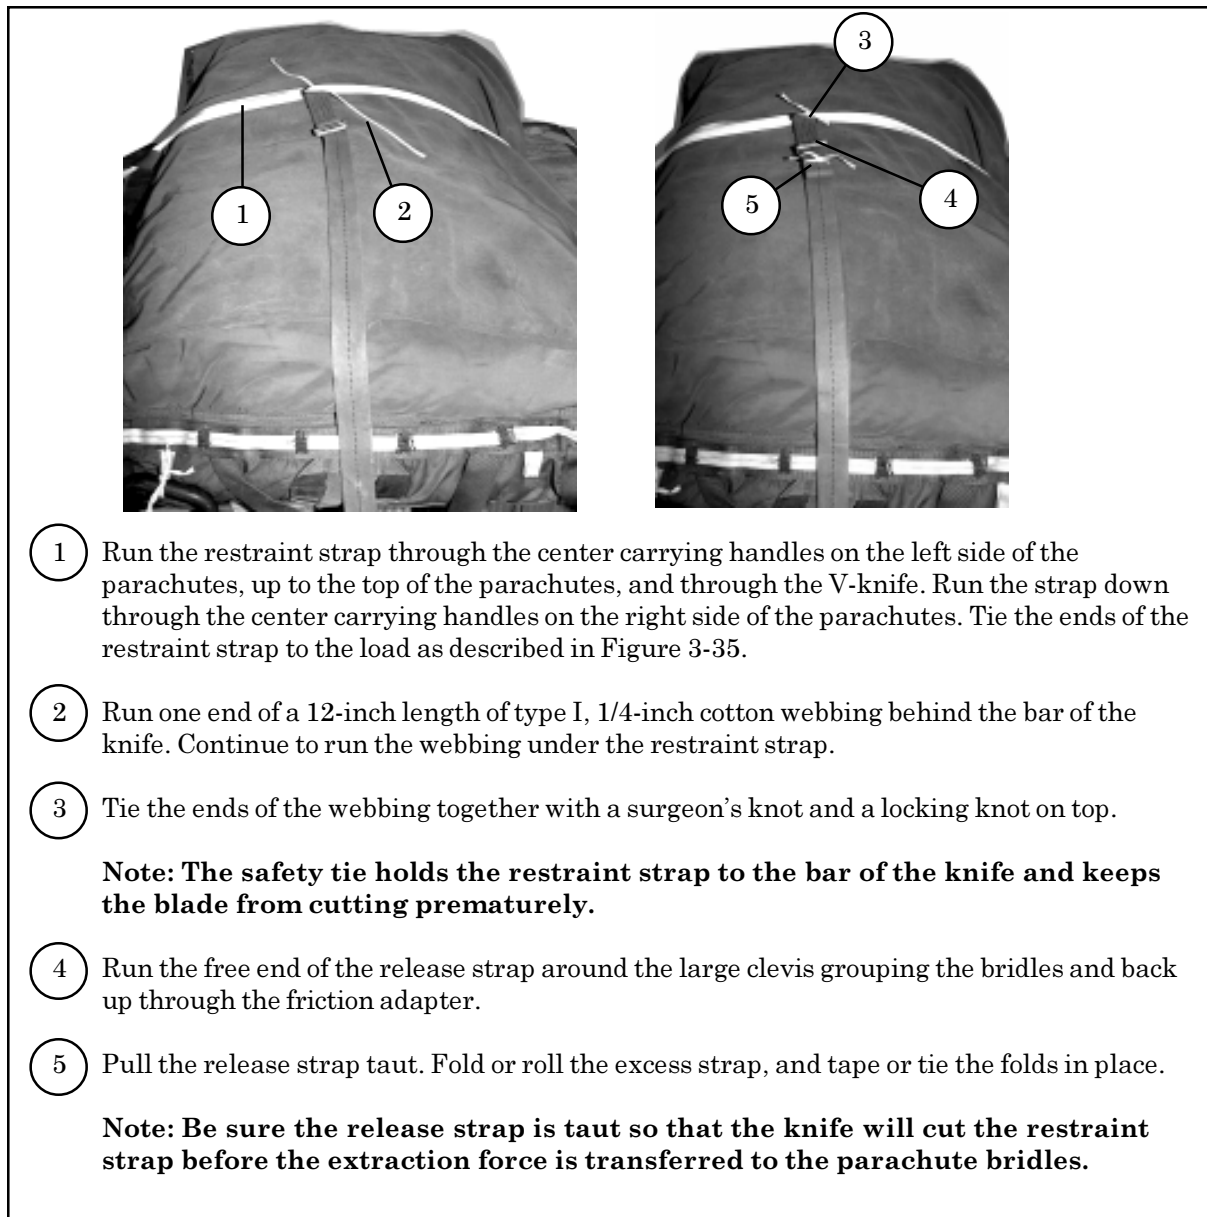 3
1
2
5
4
1 Run the restraint strap through the center carrying handles on the left side of the
parachutes, up to the top of the parachutes, and through the V-knife. Run the strap down
through the center carrying handles on the right side of the parachutes. Tie the ends of the
restraint strap to the load as described in Figure 3-35.
2 Run one end of a 12-inch length of type I, 1/4-inch cotton webbing behind the bar of the
knife. Continue to run the webbing under the restraint strap.
3 Tie the ends of the webbing together with a surgeon’s knot and a locking knot on top.
Note: The safety tie holds the restraint strap to the bar of the knife and keeps
the blade from cutting prematurely.
4 Run the free end of the release strap around the large clevis grouping the bridles and back
up through the friction adapter.
5 Pull the release strap taut. Fold or roll the excess strap, and tape or tie the folds in place.
Note: Be sure the release strap is taut so that the knife will cut the restraint
strap before the extraction force is transferred to the parachute bridles.